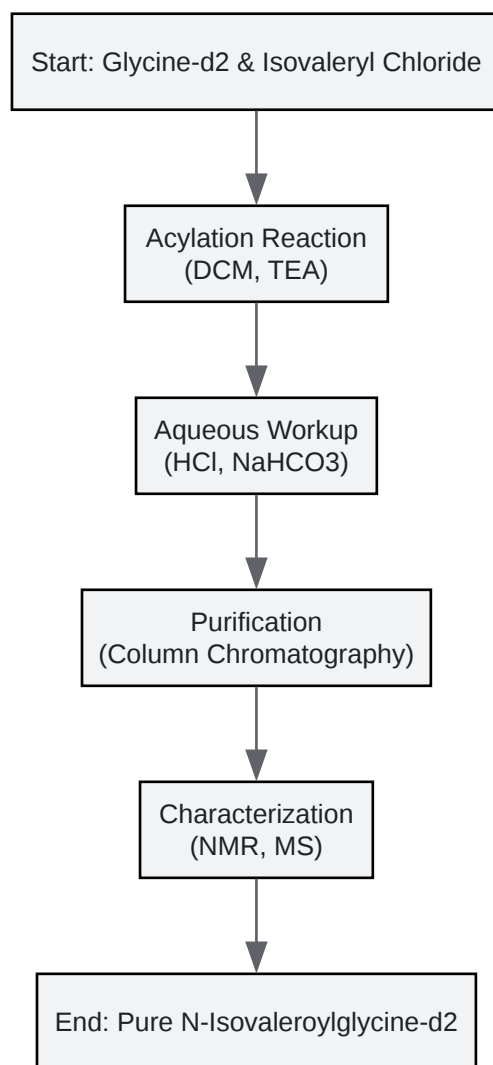 Start: Glycine-d2 & Isovaleryl Chloride
Acylation Reaction
(DCM, TEA)
Aqueous Workup
(HCl, NaHCO3)
Purification
(Column Chromatography)
Characterization
(NMR, MS)
End: Pure N-Isovaleroylglycine-d2